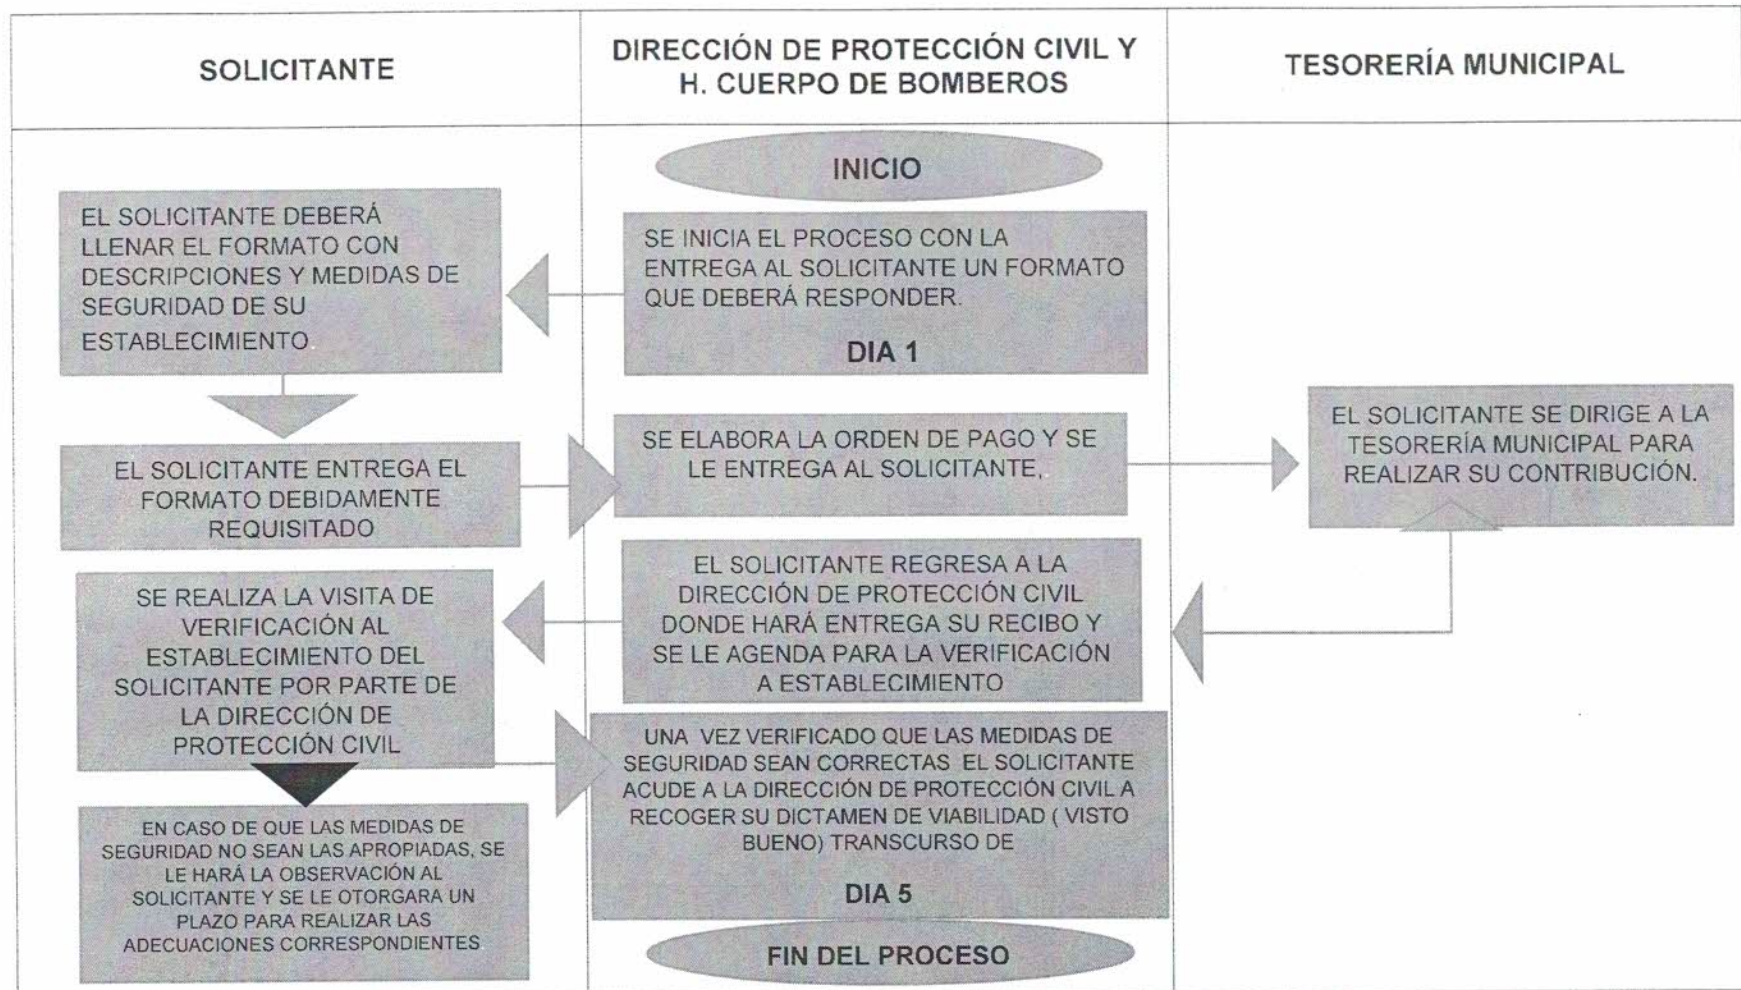 SOLICITANTE
DIRECCIÓN DE PROTECCIÓN CIVIL Y
H. CUERPO DE BOMBEROS
TESORERÍA MUNICIPAL
INICIO
SE INICIA EL PROCESO CON LA
ENTREGA AL SOLICITANTE UN FORMATO
QUE DEBERÁ RESPONDER.
DIA 1
EL SOLICITANTE DEBERÁ
LLENAR EL FORMATO CON
DESCRIPCIONES Y MEDIDAS DE
SEGURIDAD DE SU
ESTABLECIMIENTO.
EL SOLICITANTE ENTREGA EL
FORMATO DEBIDAMENTE
REQUISITADO
SE ELABORA LA ORDEN DE PAGO Y SE
LE ENTREGA AL SOLICITANTE,.
EL SOLICITANTE SE DIRIGE A LA
TESORERÍA MUNICIPAL PARA
REALIZAR SU CONTRIBUCIÓN.
EL SOLICITANTE REGRESA A LA
DIRECCIÓN DE PROTECCIÓN CIVIL
DONDE HARÁ ENTREGA SU RECIBO Y
SE LE AGENDA PARA LA VERIFICACIÓN
A ESTABLECIMIENTO
SE REALIZA LA VISITA DE
VERIFICACIÓN AL
ESTABLECIMIENTO DEL
SOLICITANTE POR PARTE DE
LA DIRECCIÓN DE
PROTECCIÓN CIVIL
EN CASO DE QUE LAS MEDIDAS DE
SEGURIDAD NO SEAN LAS APROPIADAS, SE
LE HARÁ LA OBSERVACIÓN AL
SOLICITANTE Y SE LE OTORGARA UN
PLAZO PARA REALIZAR LAS
ADECUACIONES CORRESPONDIENTES
UNA VEZ VERIFICADO QUE LAS MEDIDAS DE
SEGURIDAD SEAN CORRECTAS EL SOLICITANTE
ACUDE A LA DIRECCIÓN DE PROTECCIÓN CIVIL A
RECOGER SU DICTAMEN DE VIABILIDAD ( VISTO
BUENO) TRANSCURSO DE
DIA 5
FIN DEL PROCESO